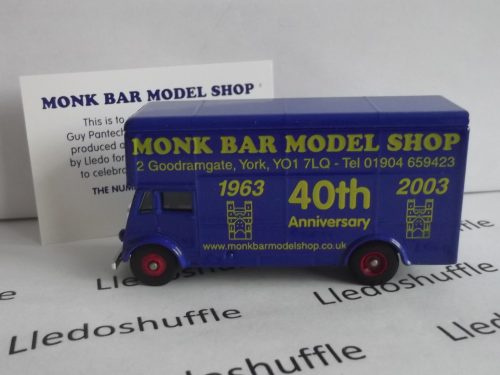 MONK BAR MODEL SHOP
This is to
Guy Pantech
produced a
by Lledo for
to celebra
THE NUM
MONK BAR MODEL SHOP
2 Goodramgate, York, YO1 7LQ - Tel 01904 659423
1963 40th 2003
Anniversary
www.monkbarmodelshop.co.uk
Lledoshuffle
Lledoshuffle
Lledoshuffle
Lledoshuffle